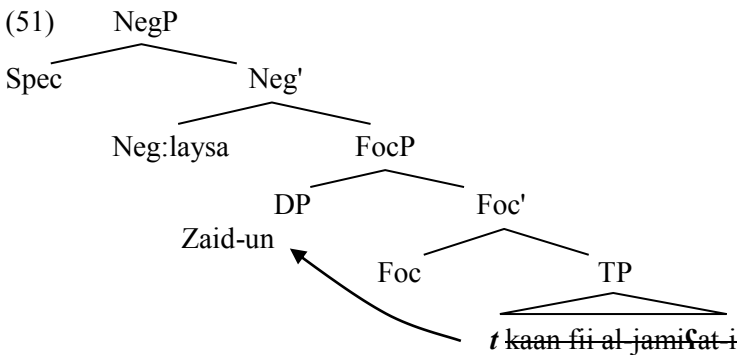 (51) NegP
Spec Neg'
Neg:laysa FocP
DP Foc'
Zaid-un
Foc TP
t kaan fii al-jamiʕat-i